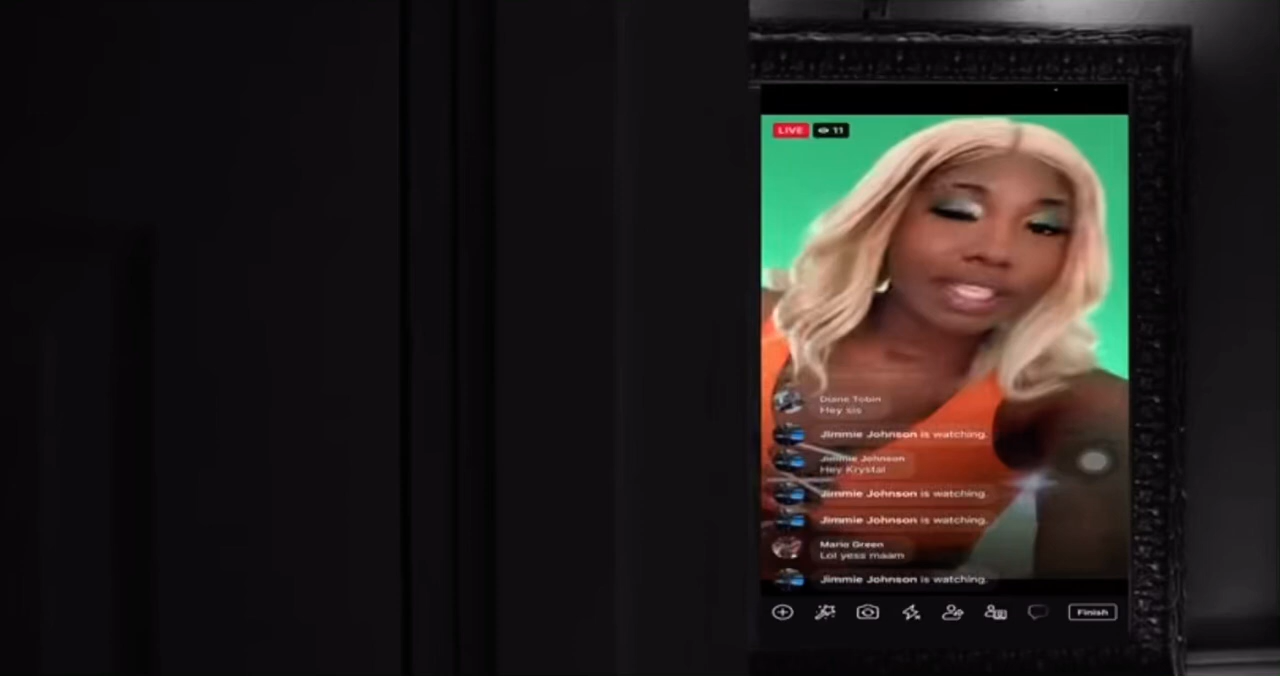 LIVE 11
Diane Tobin
Hey sis
Jimmie Johnson is watching.
Jimmie Johnson
Hey Krystal
Jimmie Johnson is watching.
Jimmie Johnson is watching.
Mario Green
Lol yess maam
Jimmie Johnson is watching.
Finish